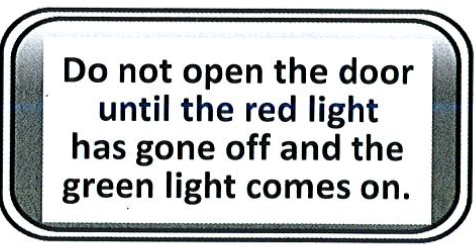 Do not open the door
until the red light
has gone off and the
green light comes on.